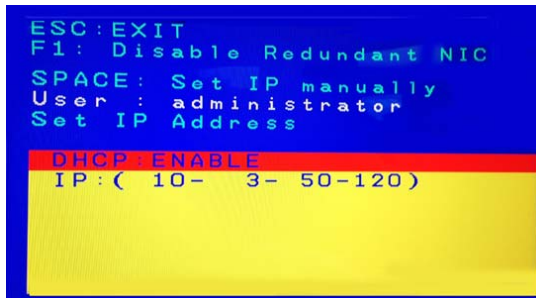 ESC:EXIT
F1: Disable Redundant NIC
SPACE: Set IP manually
User : administrator
Set IP Address
DHCP:ENABLE
IP:( 10- 3- 50-120)